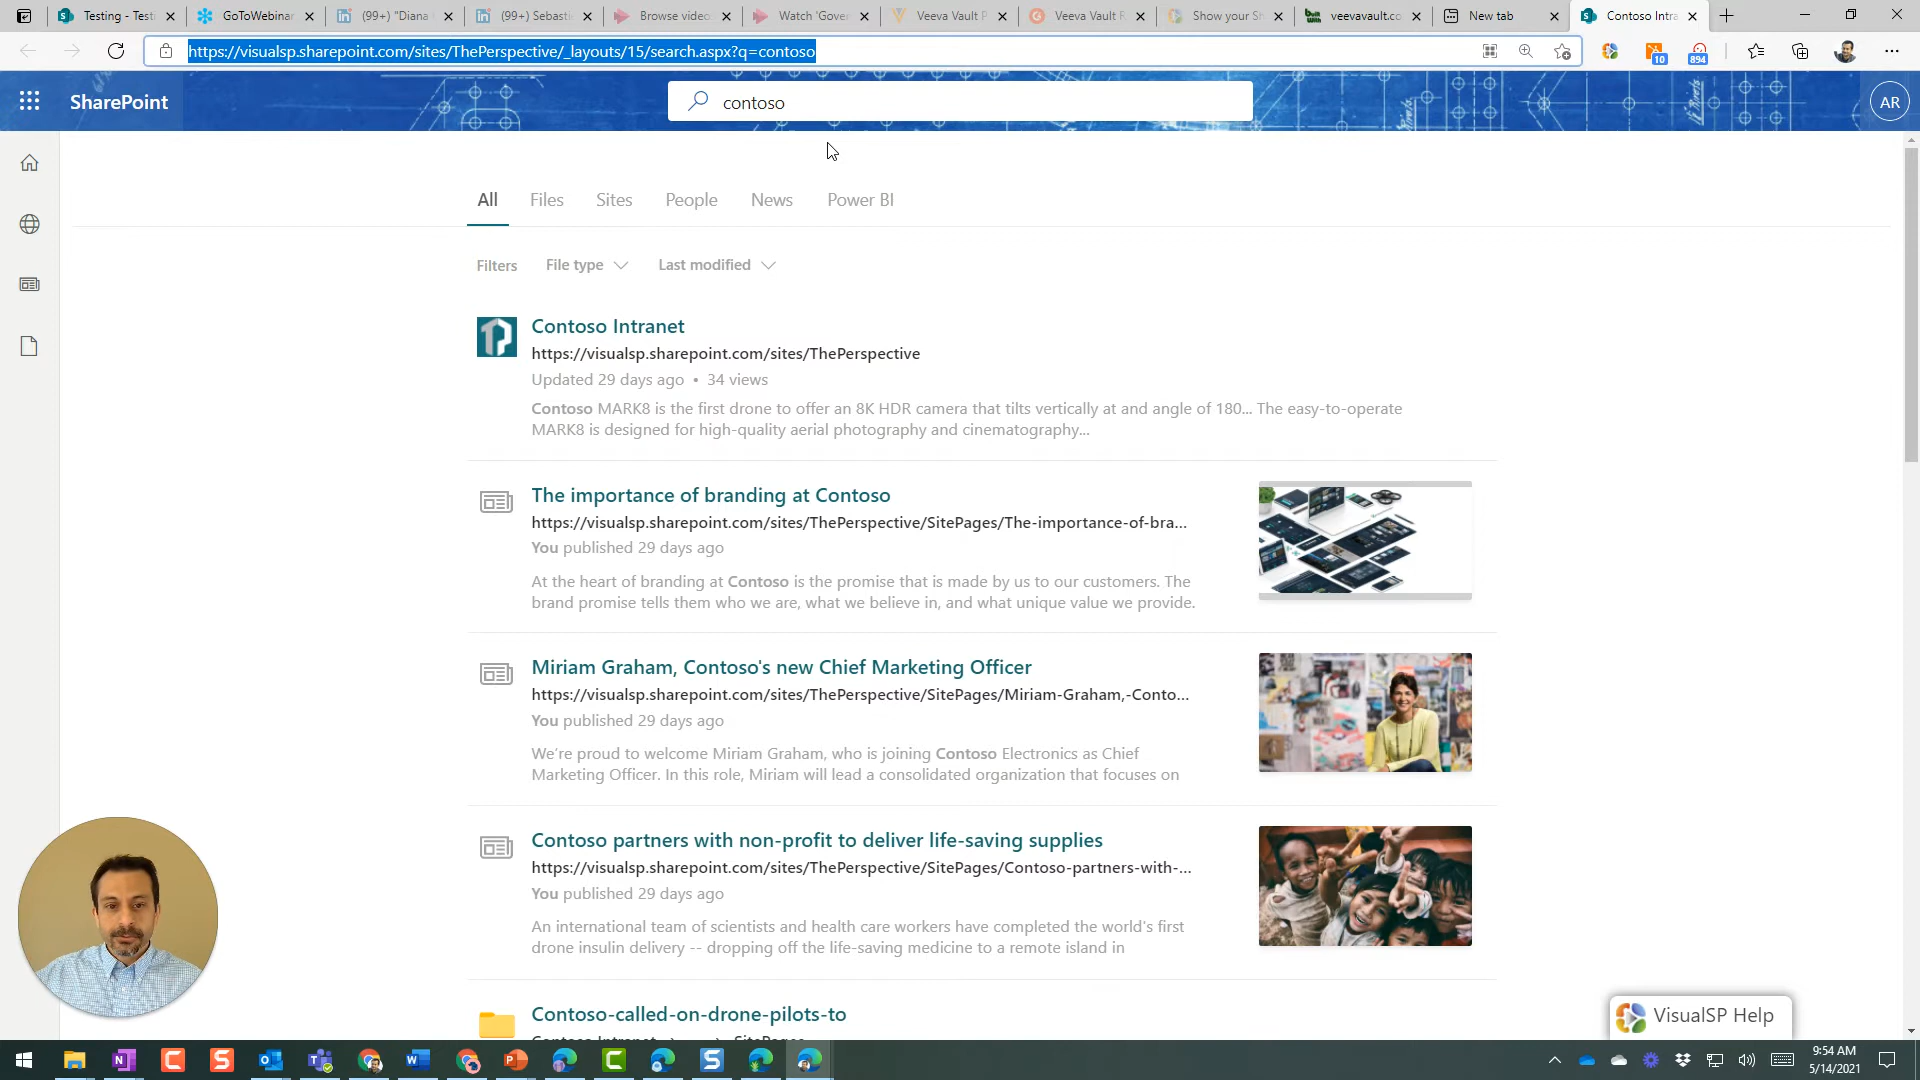 Testing - Test
GoToWebinar
(99+) "Diana
(99+) Sebasti
Browse video
Watch 'Gover
Veeva Vault P
Veeva Vault R
Show your Sh
veevavault.co
New tab
Contoso Intra
https://visualsp.sharepoint.com/sites/ThePerspective/_layouts/15/search.aspx?q=contoso
10
894
SharePoint
contoso
AR
All Files Sites People News Power BI
Filters File type Last modified
Contoso Intranet
https://visualsp.sharepoint.com/sites/ThePerspective
Updated 29 days ago • 34 views
Contoso MARK8 is the first drone to offer an 8K HDR camera that tilts vertically at and angle of 180... The easy-to-operate
MARK8 is designed for high-quality aerial photography and cinematography...
The importance of branding at Contoso
https://visualsp.sharepoint.com/sites/ThePerspective/SitePages/The-importance-of-bra...
You published 29 days ago
At the heart of branding at Contoso is the promise that is made by us to our customers. The
brand promise tells them who we are, what we believe in, and what unique value we provide.
Miriam Graham, Contoso's new Chief Marketing Officer
https://visualsp.sharepoint.com/sites/ThePerspective/SitePages/Miriam-Graham,-Conto...
You published 29 days ago
We're proud to welcome Miriam Graham, who is joining Contoso Electronics as Chief
Marketing Officer. In this role, Miriam will lead a consolidated organization that focuses on
Contoso partners with non-profit to deliver life-saving supplies
https://visualsp.sharepoint.com/sites/ThePerspective/SitePages/Contoso-partners-with-...
You published 29 days ago
An international team of scientists and health care workers have completed the world's first
drone insulin delivery -- dropping off the life-saving medicine to a remote island in
Contoso-called-on-drone-pilots-to
Contoso Intranet SitePages
VisualSP Help
9:54 AM
5/14/2021